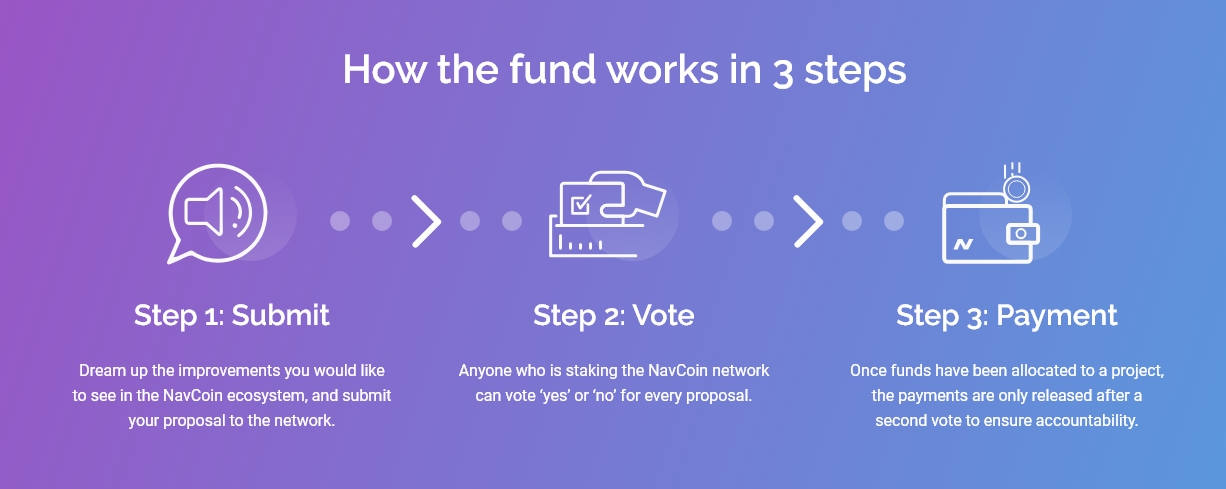 How the fund works in 3 steps
Step 1: Submit
Dream up the improvements you would like
to see in the NavCoin ecosystem, and submit
your proposal to the network.
Step 2: Vote
Anyone who is staking the NavCoin network
can vote ‘yes’ or ‘no’ for every proposal.
Step 3: Payment
Once funds have been allocated to a project,
the payments are only released after a
second vote to ensure accountability.